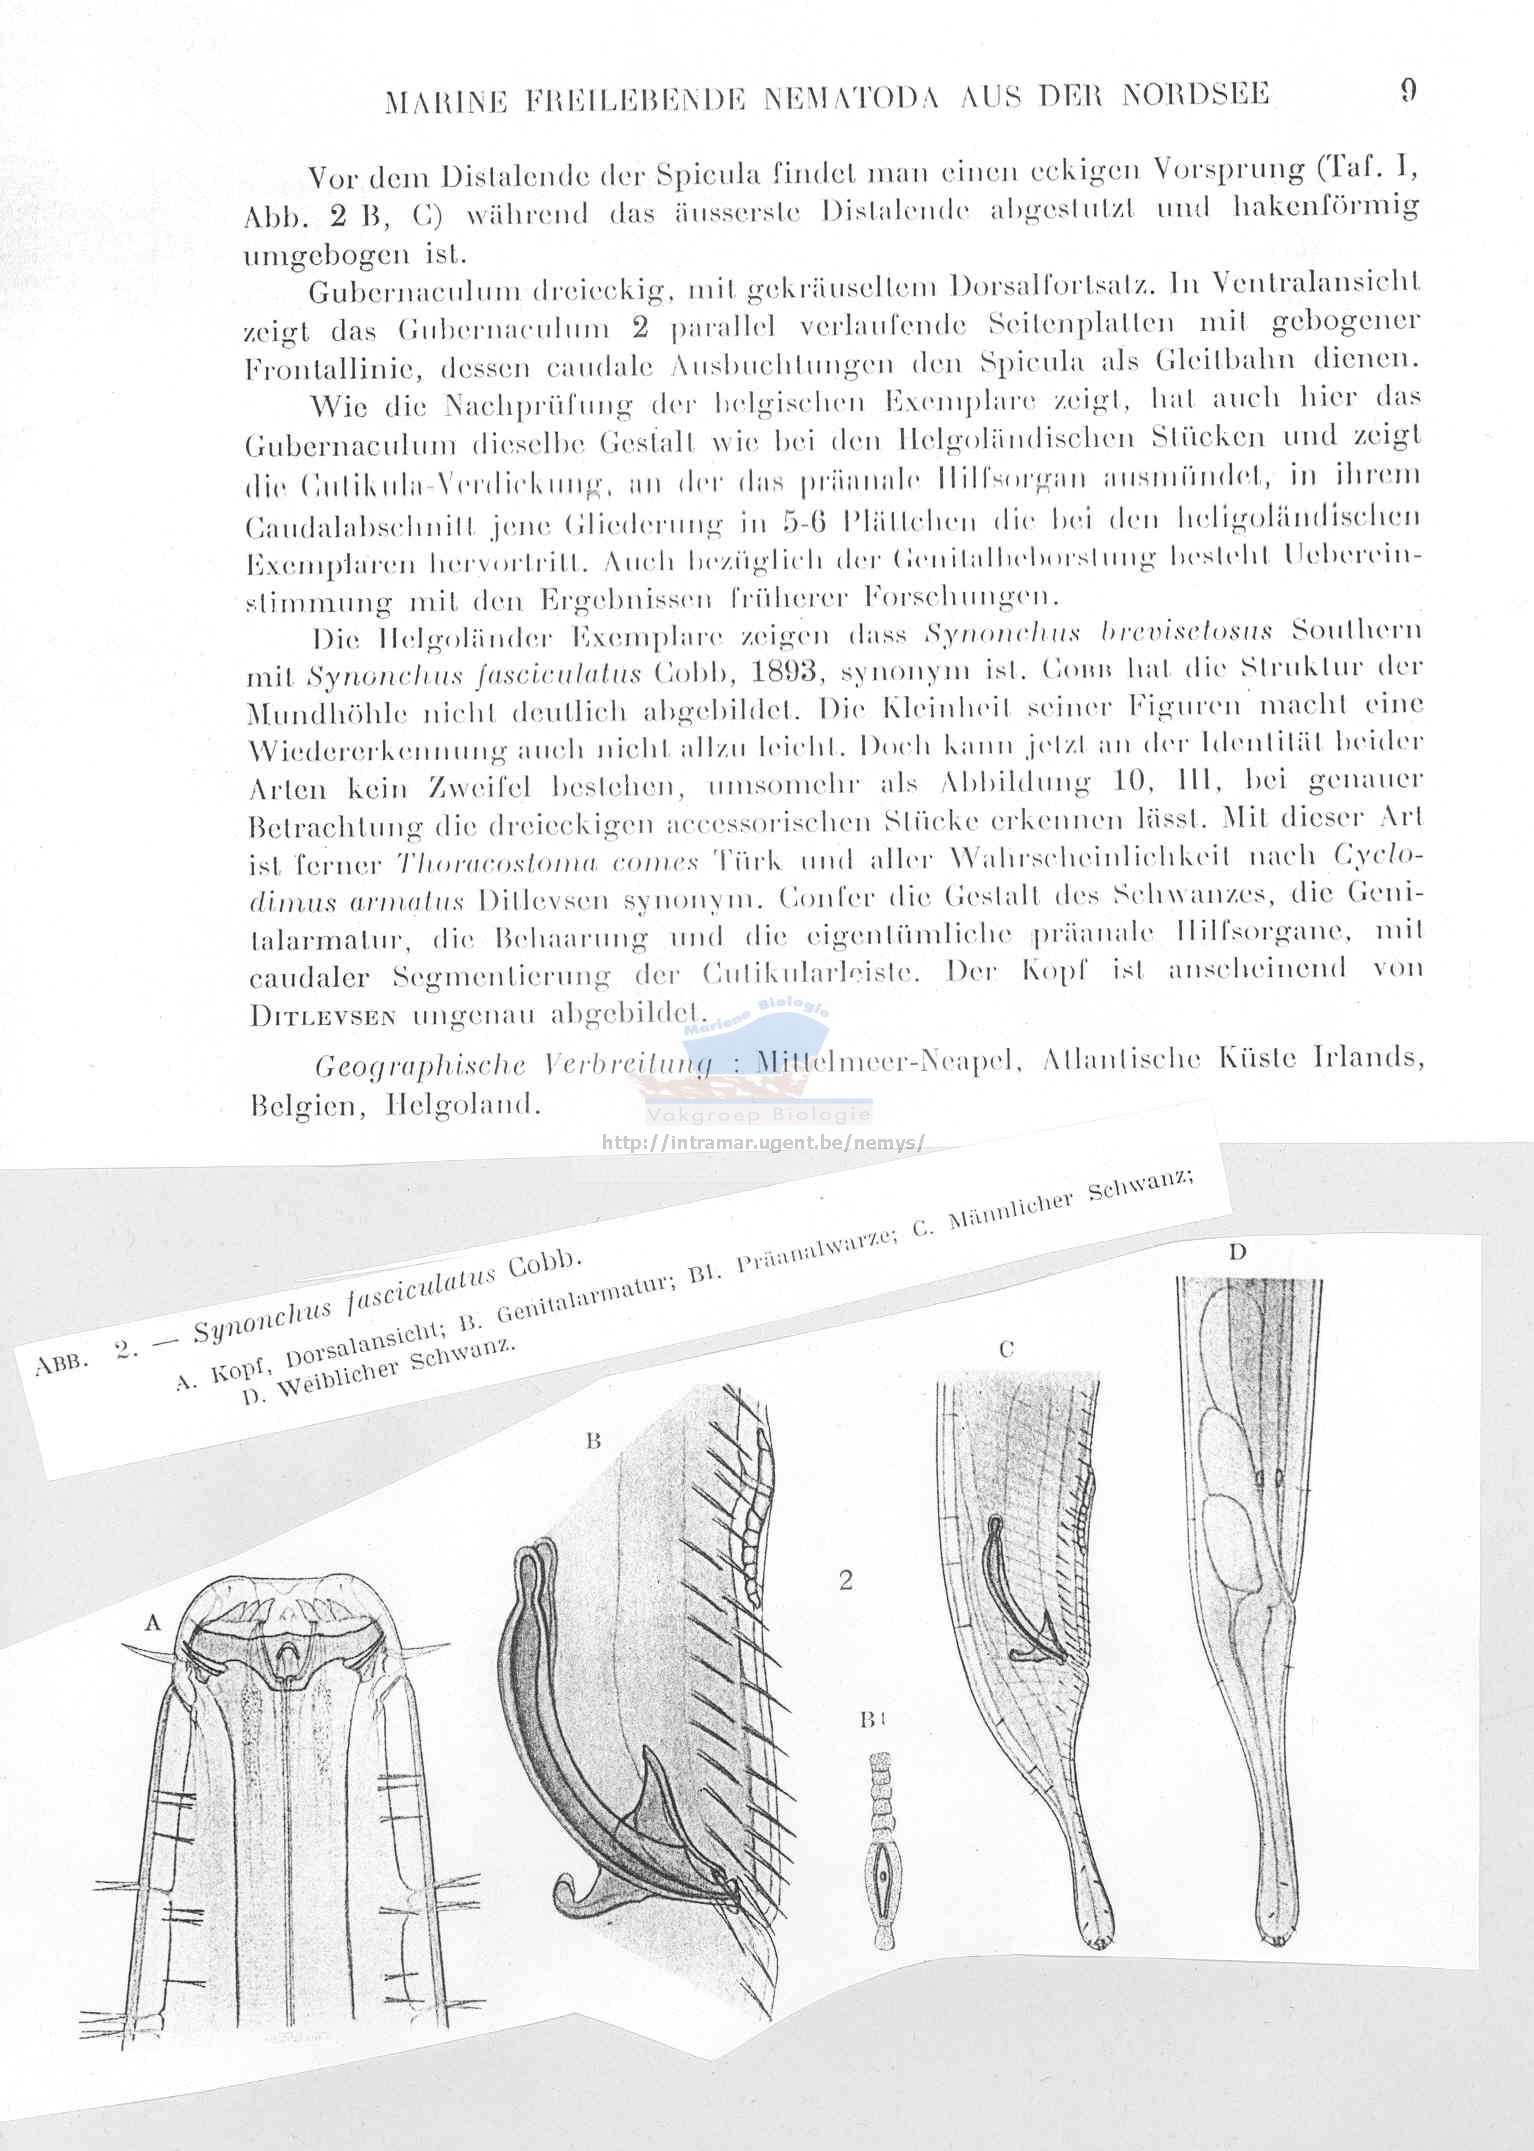 MARINE FREILEBENDE NEMATODA AUS DER NORDSEE 9
Vor dem Distalende der Spicula findet man einen eckigen Vorsprung (Taf. I,
Abb. 2 B, C) während das äusserste Distalende abgestutzt und hakenförmig
umgebogen ist.
Gubernaculum dreieckig, mit gekräuseltem Dorsalfortsatz. In Ventralansicht
zeigt das Gubernaculum 2 parallel verlaufende Seitenplatten mit gebogener
Frontallinie, dessen caudale Ausbuchtungen den Spicula als Gleitbahn dienen.
Wie die Nachprüfung der belgischen Exemplare zeigt, hat auch hier das
Gubernaculum dieselbe Gestalt wie bei den Helgoländischen Stücken und zeigt
die Cutikula-Verdickung, an der das präanale Hilfsorgan ausmündet, in ihrem
Caudalabschnitt jene Gliederung in 5-6 Plättchen die bei den heligoländischen
Exemplaren hervortritt. Auch bezüglich der Genitalbeborstung besteht Ueberein-
stimmung mit den Ergebnissen früherer Forschungen.
Die Helgoländer Exemplare zeigen dass Synonchus brevisetosus Southern
mit Synonchus fasciculatus Cobb, 1893, synonym ist. COBB hat die Struktur der
Mundhöhle nicht deutlich abgebildet. Die Kleinheit seiner Figuren macht eine
Wiedererkennung auch nicht allzu leicht. Doch kann jetzt an der Identität beider
Arten kein Zweifel bestehen, umsomehr als Abbildung 10, III, bei genauer
Betrachtung die dreieckigen accessorischen Stücke erkennen lässt. Mit dieser Art
ist ferner Thoracostoma comes Türk und aller Wahrscheinlichkeit nach Cyclo-
dimus armatus Ditlevsen synonym. Confer die Gestalt des Schwanzes, die Geni-
talarmatur, die Behaarung und die eigentümliche präanale Hilfsorgane, mit
caudaler Segmentierung der Cutikularleiste. Der Kopf ist anscheinend von
DITLEVSEN ungenau abgebildet.
Geographische Verbreitung : Mittelmeer-Neapel, Atlantische Küste Irlands,
Belgien, Helgoland.
Mariene Biologie
Vakgroep Biologie
http://intramar.ugent.be/nemys/
ABB. 2. — Synonchus fasciculatus Cobb.
A. Kopf, Dorsalansicht; B. Genitalarmatur; B1. Präanalwarze; C. Männlicher Schwanz;
D. Weiblicher Schwanz.
D
C
B
2
A
B1